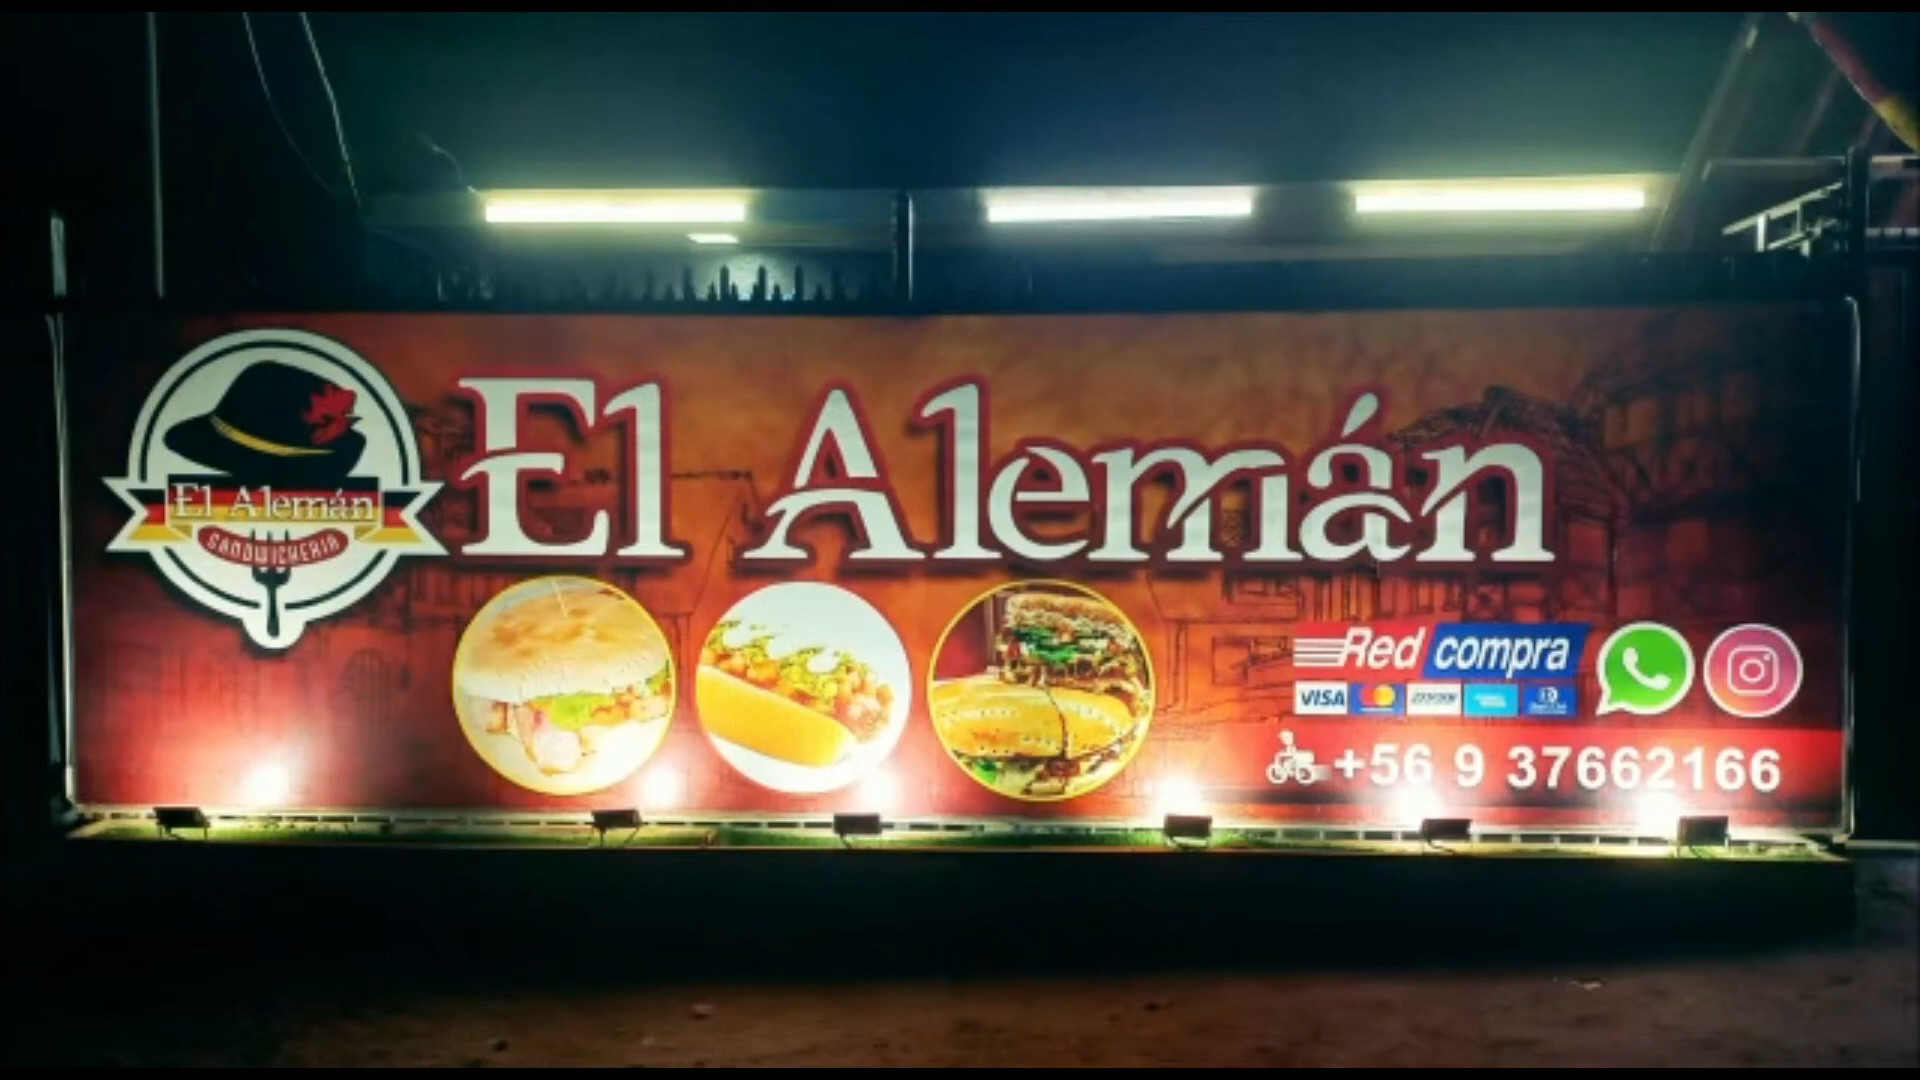 El Alemán
SANDWICHERIA
El Alemán
Red compra
VISA
+56 9 37662166